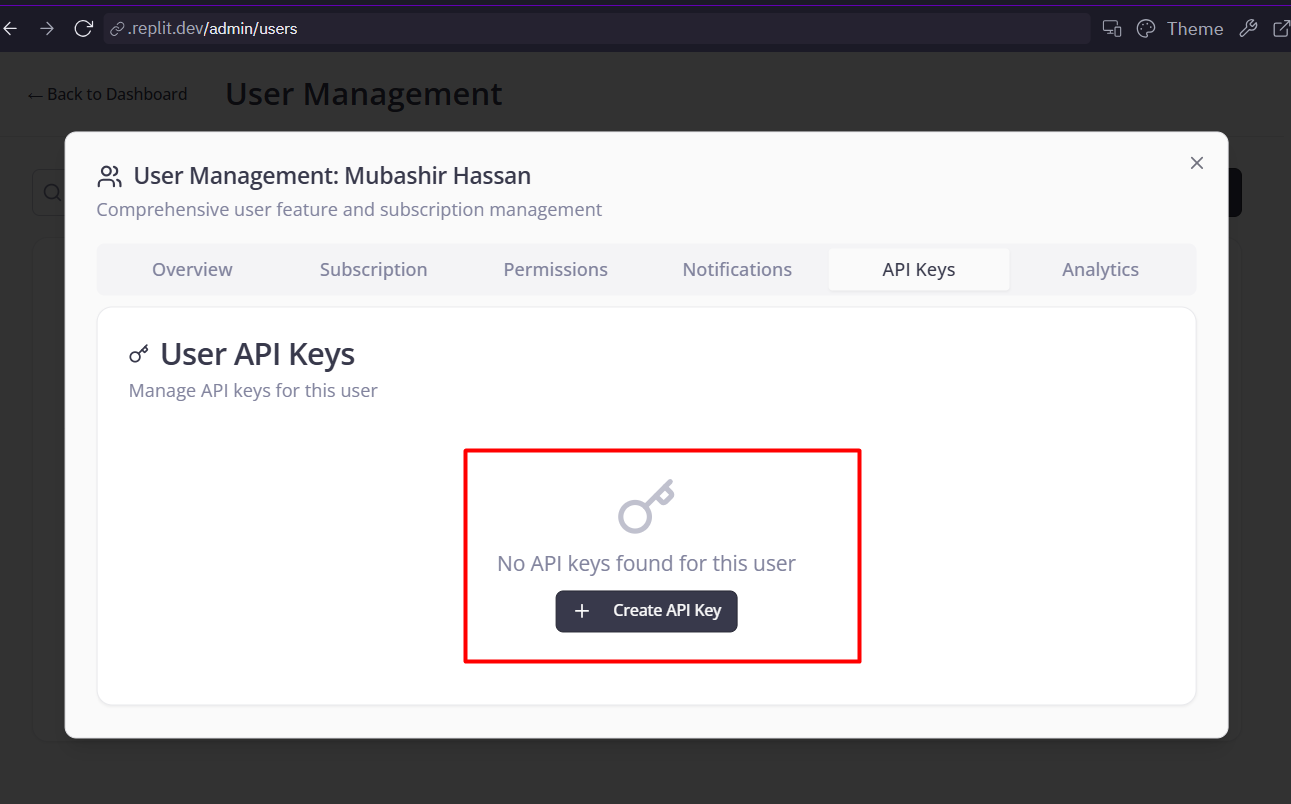 .replit.dev/admin/users
Theme
← Back to Dashboard
User Management
User Management: Mubashir Hassan
Comprehensive user feature and subscription management
Overview
Subscription
Permissions
Notifications
API Keys
Analytics
User API Keys
Manage API keys for this user
No API keys found for this user
+ Create API Key